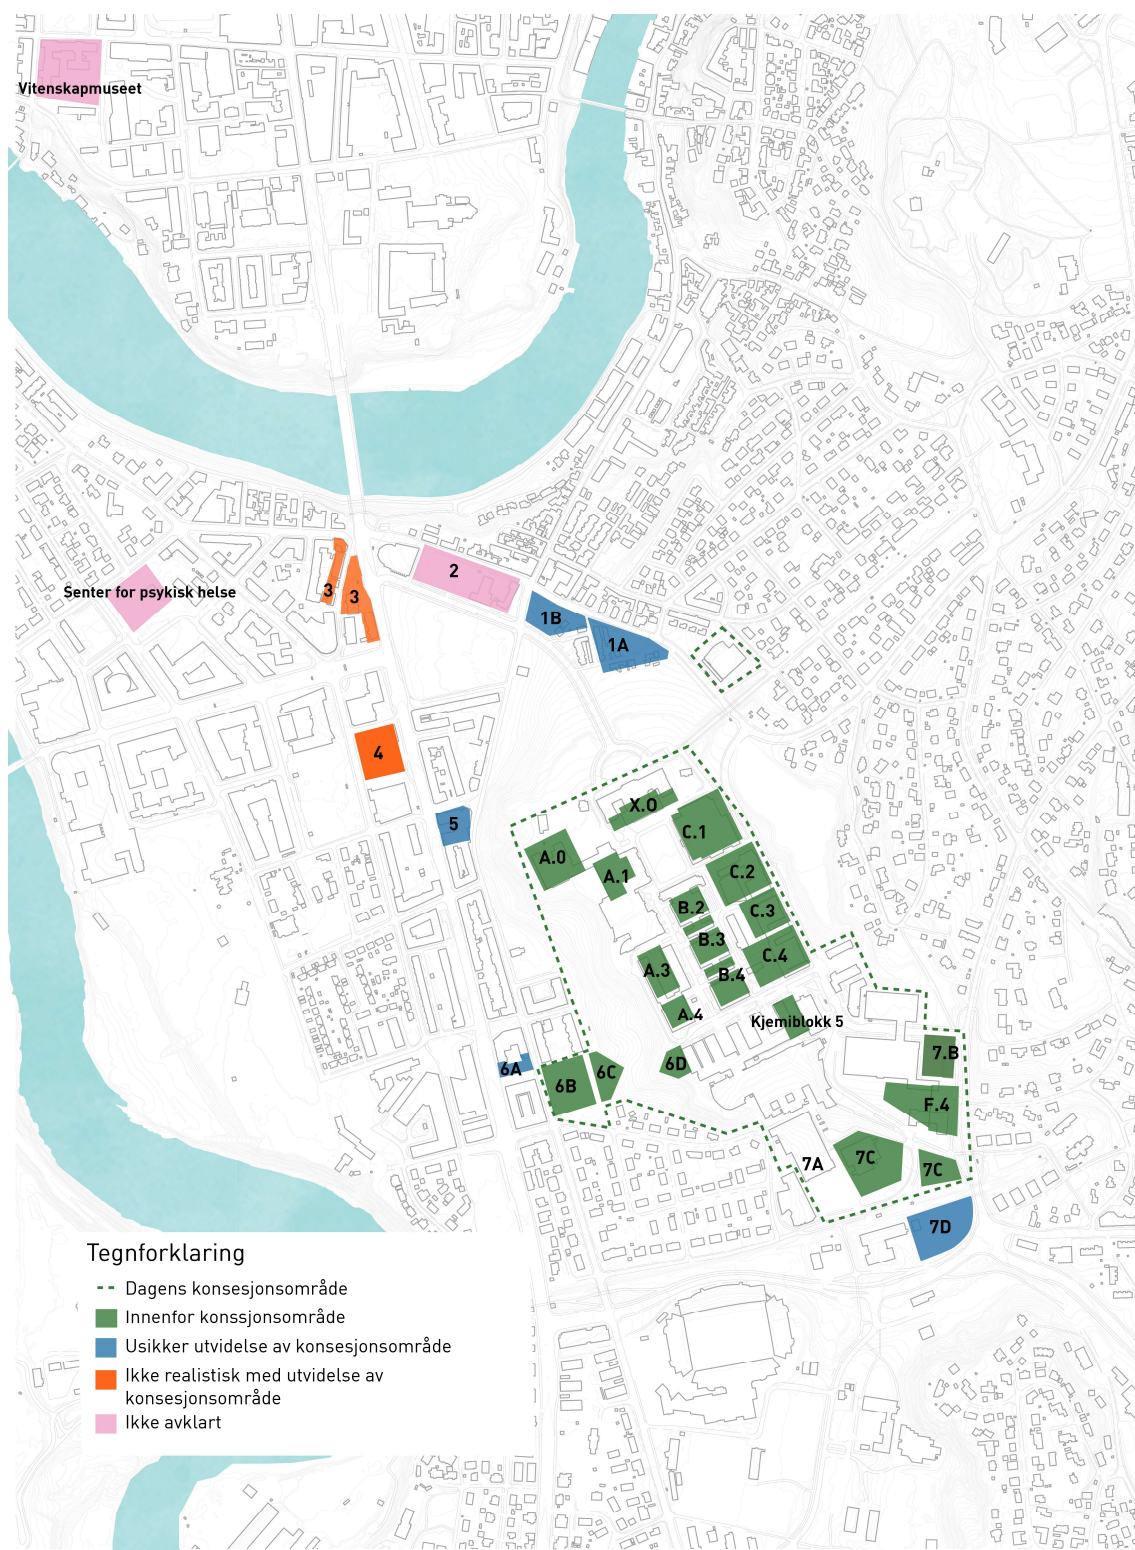 Vitenskapmuseet
2
Senter for psykisk helse
3
3
1B
1A
4
5
X.0
C.1
A.0
A.1
C.2
B.2
C.3
B.3
C.4
A.3
B.4
A.4
Kjemiblokk 5
7.B
6A
6B
6C
6D
F.4
7A
7C
7C
7D
Tegnforklaring
Dagens konsesjonsområde
Innenfor konssjonsområde
Usikker utvidelse av konsesjonsområde
Ikke realistisk med utvidelse av
konsesjonsområde
Ikke avklart